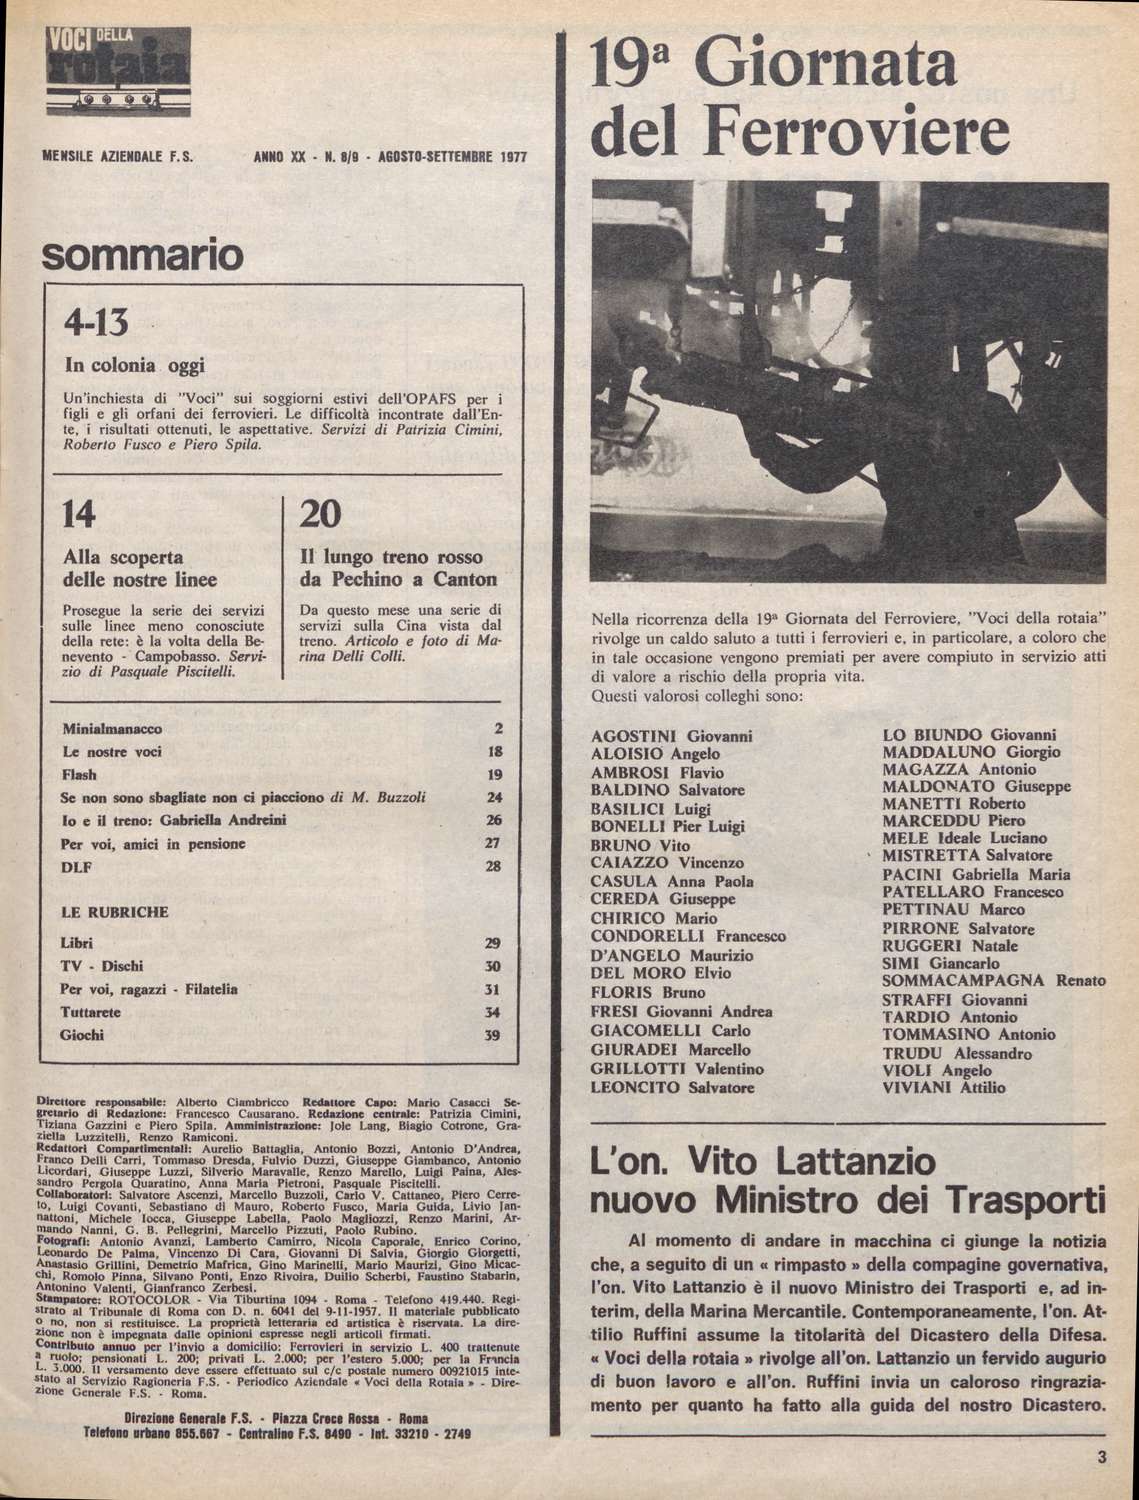 VOCI DELLA
rotaia
MENSILE AZIENDALE F.S. ANNO XX - N. 8/9 - AGOSTO-SETTEMBRE 1977
sommario
4-13
In colonia oggi
Un'inchiesta di "Voci" sui soggiorni estivi dell'OPAFS per i
figli e gli orfani dei ferrovieri. Le difficoltà incontrate dall'En-
te, i risultati ottenuti, le aspettative. Servizi di Patrizia Cimini,
Roberto Fusco e Piero Spila.
14
Alla scoperta
delle nostre linee
Prosegue la serie dei servizi
sulle linee meno conosciute
della rete: è la volta della Be-
nevento - Campobasso. Servi-
zio di Pasquale Piscitelli.
20
Il lungo treno rosso
da Pechino a Canton
Da questo mese una serie di
servizi sulla Cina vista dal
treno. Articolo e foto di Ma-
rina Delli Colli.
Minialmanacco 2
Le nostre voci 18
Flash 19
Se non sono sbagliate non ci piacciono di M. Buzzoli 24
Io e il treno: Gabriella Andreini 26
Per voi, amici in pensione 27
DLF 28
LE RUBRICHE
Libri 29
TV - Dischi 30
Per voi, ragazzi - Filatelia 31
Tuttarete 34
Giochi 39
Direttore responsabile: Alberto Ciambricco Redattore Capo: Mario Casacci Se-
gretario di Redazione: Francesco Causarano. Redazione centrale: Patrizia Cimini,
Tiziana Gazzini e Piero Spila. Amministrazione: Jole Lang, Biagio Cotrone, Gra-
ziella Luzzitelli, Renzo Ramiconi.
Redattori Compartimentali: Aurelio Battaglia, Antonio Bozzi, Antonio D'Andrea,
Franco Delli Carri, Tommaso Dresda, Fulvio Duzzi, Giuseppe Giambanco, Antonio
Licordari, Giuseppe Luzzi, Silverio Maravalle, Renzo Marello, Luigi Paina, Ales-
sandro Pergola Quaratino, Anna Maria Pietroni, Pasquale Piscitelli.
Collaboratori: Salvatore Ascenzi, Marcello Buzzoli, Carlo V. Cattaneo, Piero Cerre-
to, Luigi Covanti, Sebastiano di Mauro, Roberto Fusco, Maria Guida, Livio Jan-
nattoni, Michele Iocca, Giuseppe Labella, Paolo Magliozzi, Renzo Marini, Ar-
mando Nanni, G. B. Pellegrini, Marcello Pizzuti, Paolo Rubino.
Fotografi: Antonio Avanzi, Lamberto Camirro, Nicola Caporale, Enrico Corino,
Leonardo De Palma, Vincenzo Di Cara, Giovanni Di Salvia, Giorgio Giorgetti,
Anastasio Grillini, Demetrio Mafrica, Gino Marinelli, Mario Maurizi, Gino Micac-
chi, Romolo Pinna, Silvano Ponti, Enzo Rivoira, Duilio Scherbi, Faustino Stabarin,
Antonino Valenti, Gianfranco Zerbesi.
Stampatore: ROTOCOLOR - Via Tiburtina 1094 - Roma - Telefono 419.440. Regi-
strato al Tribunale di Roma con D. n. 6041 del 9-11-1957. Il materiale pubblicato
o no, non si restituisce. La proprietà letteraria ed artistica è riservata. La dire-
zione non è impegnata dalle opinioni espresse negli articoli firmati.
Contributo annuo per l'invio a domicilio: Ferrovieri in servizio L. 400 trattenute
a ruolo; pensionati L. 200; privati L. 2.000; per l'estero 5.000; per la Francia
L. 3.000. Il versamento deve essere effettuato sul c/c postale numero 00921015 inte-
stato al Servizio Ragioneria F.S. - Periodico Aziendale « Voci della Rotaia » - Dire-
zione Generale F.S. - Roma.
Direzione Generale F.S. - Piazza Croce Rossa - Roma
Telefono urbano 855.667 - Centralino F.S. 8490 - Int. 33210 - 2749
19ª Giornata
del Ferroviere
Nella ricorrenza della 19ª Giornata del Ferroviere, "Voci della rotaia"
rivolge un caldo saluto a tutti i ferrovieri e, in particolare, a coloro che
in tale occasione vengono premiati per avere compiuto in servizio atti
di valore a rischio della propria vita.
Questi valorosi colleghi sono:
AGOSTINI Giovanni
ALOISIO Angelo
AMBROSI Flavio
BALDINO Salvatore
BASILICI Luigi
BONELLI Pier Luigi
BRUNO Vito
CAIAZZO Vincenzo
CASULA Anna Paola
CEREDA Giuseppe
CHIRICO Mario
CONDORELLI Francesco
D'ANGELO Maurizio
DEL MORO Elvio
FLORIS Bruno
FRESI Giovanni Andrea
GIACOMELLI Carlo
GIURADEI Marcello
GRILLOTTI Valentino
LEONCITO Salvatore
LO BIUNDO Giovanni
MADDALUNO Giorgio
MAGAZZA Antonio
MALDONATO Giuseppe
MANETTI Roberto
MARCEDDU Piero
MELE Ideale Luciano
MISTRETTA Salvatore
PACINI Gabriella Maria
PATELLARO Francesco
PETTINAU Marco
PIRRONE Salvatore
RUGGERI Natale
SIMI Giancarlo
SOMMACAMPAGNA Renato
STRAFFI Giovanni
TARDIO Antonio
TOMMASINO Antonio
TRUDU Alessandro
VIOLI Angelo
VIVIANI Attilio
L'on. Vito Lattanzio
nuovo Ministro dei Trasporti
Al momento di andare in macchina ci giunge la notizia
che, a seguito di un « rimpasto » della compagine governativa,
l'on. Vito Lattanzio è il nuovo Ministro dei Trasporti e, ad in-
terim, della Marina Mercantile. Contemporaneamente, l'on. At-
tilio Ruffini assume la titolarità del Dicastero della Difesa.
« Voci della rotaia » rivolge all'on. Lattanzio un fervido augurio
di buon lavoro e all'on. Ruffini invia un caloroso ringrazia-
mento per quanto ha fatto alla guida del nostro Dicastero.
3